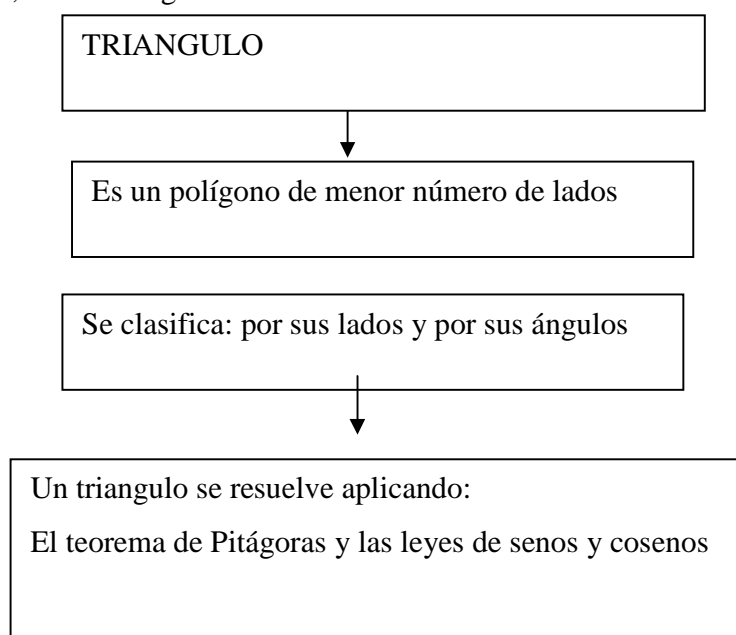 TRIANGULO
Es un polígono de menor número de lados
Se clasifica: por sus lados y por sus ángulos
Un triangulo se resuelve aplicando:
El teorema de Pitágoras y las leyes de senos y cosenos